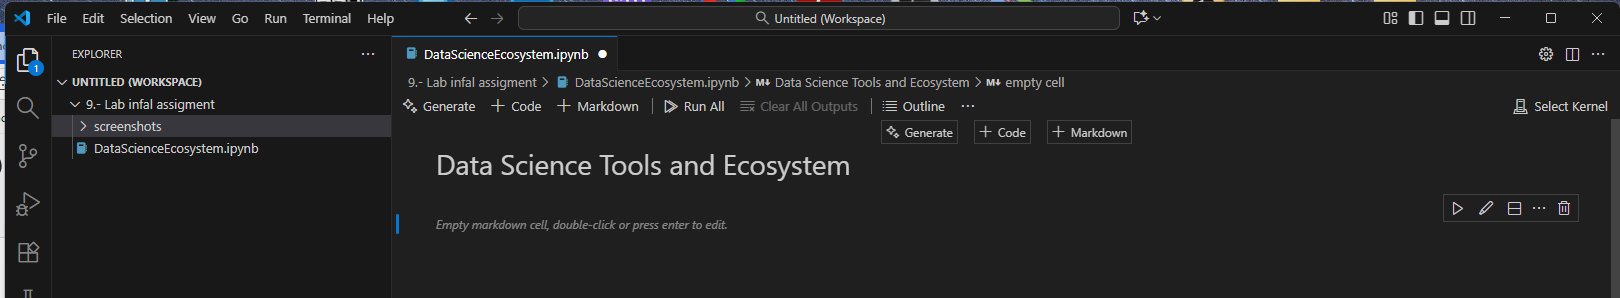 File Edit Selection View Go Run Terminal Help Untitled (Workspace)
EXPLORER
DataScienceEcosystem.ipynb
1
UNTITLED (WORKSPACE)
9.- Lab infal assigment
screenshots
DataScienceEcosystem.ipynb
9.- Lab infal assigment > DataScienceEcosystem.ipynb > Data Science Tools and Ecosystem > empty cell
Generate + Code + Markdown Run All Clear All Outputs Outline ... Select Kernel
Generate + Code + Markdown
Data Science Tools and Ecosystem
Empty markdown cell, double-click or press enter to edit.